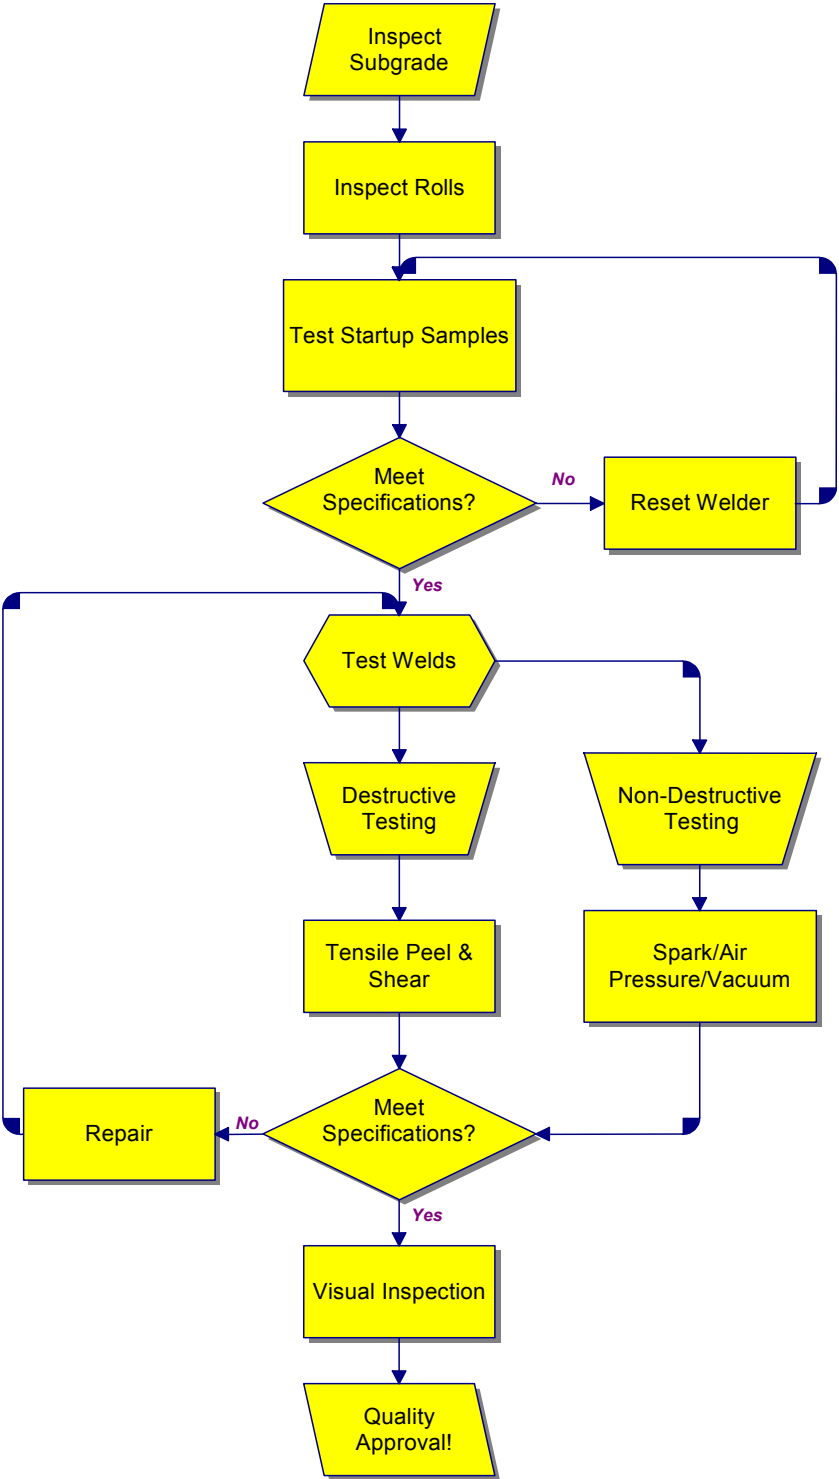 Inspect
Subgrade
Inspect Rolls
Test Startup Samples
Meet
Specifications?
No
Reset Welder
Yes
Test Welds
Destructive
Testing
Non-Destructive
Testing
Tensile Peel &
Shear
Spark/Air
Pressure/Vacuum
Meet
Specifications?
No
Repair
Yes
Visual Inspection
Quality
Approval!